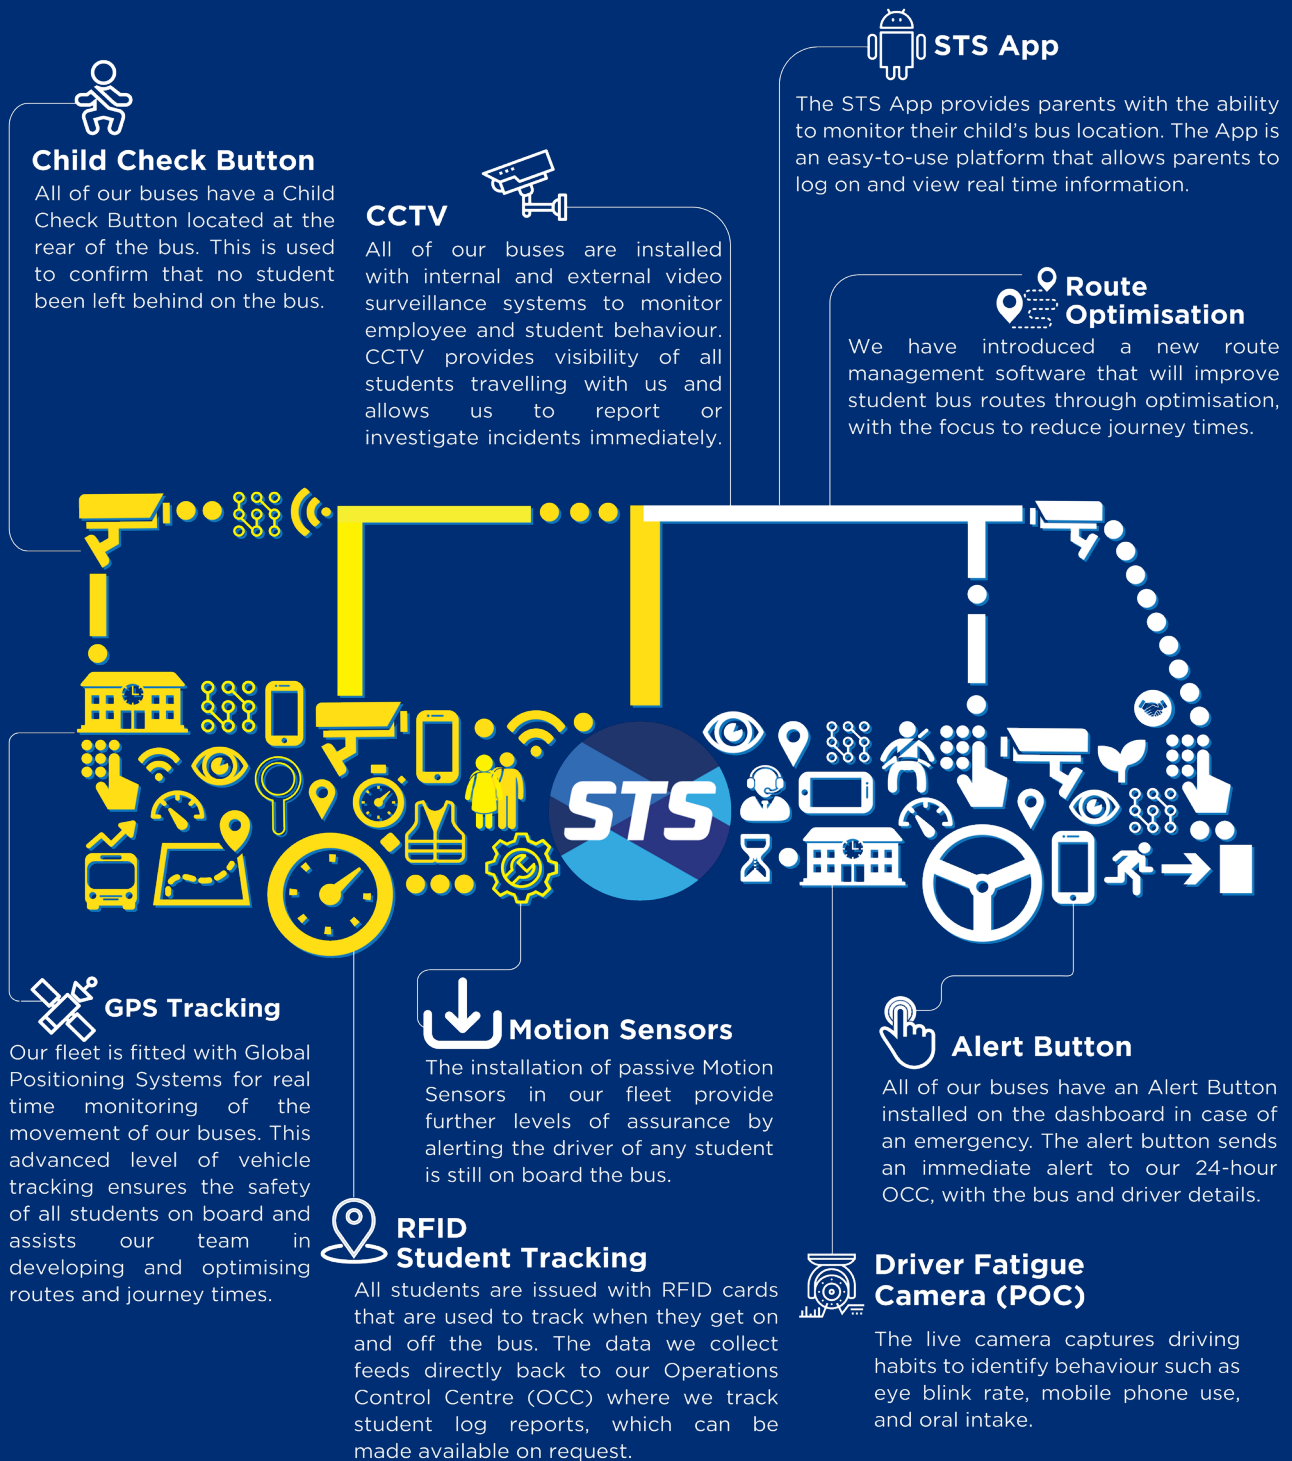 STS App
The STS App provides parents with the ability
to monitor their child's bus location. The App is
an easy-to-use platform that allows parents to
log on and view real time information.
Child Check Button
All of our buses have a Child
Check Button located at the
rear of the bus. This is used
to confirm that no student
been left behind on the bus.
CCTV
All of our buses are installed
with internal and external video
surveillance systems to monitor
employee and student behaviour.
CCTV provides visibility of all
students travelling with us and
allows us to report or
investigate incidents immediately.
Route
Optimisation
We have introduced a new route
management software that will improve
student bus routes through optimisation,
with the focus to reduce journey times.
STS
GPS Tracking
Our fleet is fitted with Global
Positioning Systems for real
time monitoring of the
movement of our buses. This
advanced level of vehicle
tracking ensures the safety
of all students on board and
assists our team in
developing and optimising
routes and journey times.
Motion Sensors
The installation of passive Motion
Sensors in our fleet provide
further levels of assurance by
alerting the driver of any student
is still on board the bus.
Alert Button
All of our buses have an Alert Button
installed on the dashboard in case of
an emergency. The alert button sends
an immediate alert to our 24-hour
OCC, with the bus and driver details.
RFID
Student Tracking
All students are issued with RFID cards
that are used to track when they get on
and off the bus. The data we collect
feeds directly back to our Operations
Control Centre (OCC) where we track
student log reports, which can be
made available on request.
Driver Fatigue
Camera (POC)
The live camera captures driving
habits to identify behaviour such as
eye blink rate, mobile phone use,
and oral intake.